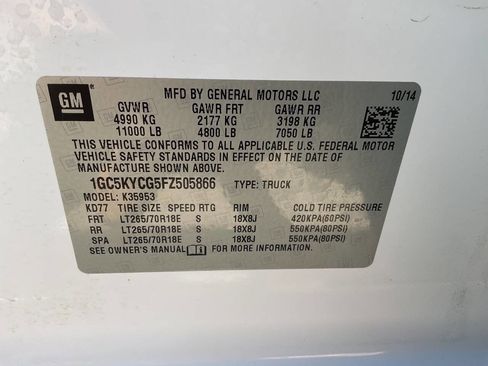 GM
MFD BY GENERAL MOTORS LLC 10/14
GVWR GAWR FRT GAWR RR
4990 KG 2177 KG 3198 KG
11000 LB 4800 LB 7050 LB
THIS VEHICLE CONFORMS TO ALL APPLICABLE U.S. FEDERAL MOTOR
VEHICLE SAFETY STANDARDS IN EFFECT ON THE DATE OF
MANUFACTURE SHOWN ABOVE.
1GC5KYCG5FZ505866 TYPE: TRUCK
MODEL: K35953
KD77 TIRE SIZE SPEED RTG RIM COLD TIRE PRESSURE
FRT LT265/70R18E S 18X8J 420KPA(60PSI)
RR LT265/70R18E S 18X8J 550KPA(80PSI)
SPA LT265/70R18E S 18X8J 550KPA(80PSI)
SEE OWNER'S MANUAL FOR MORE INFORMATION.